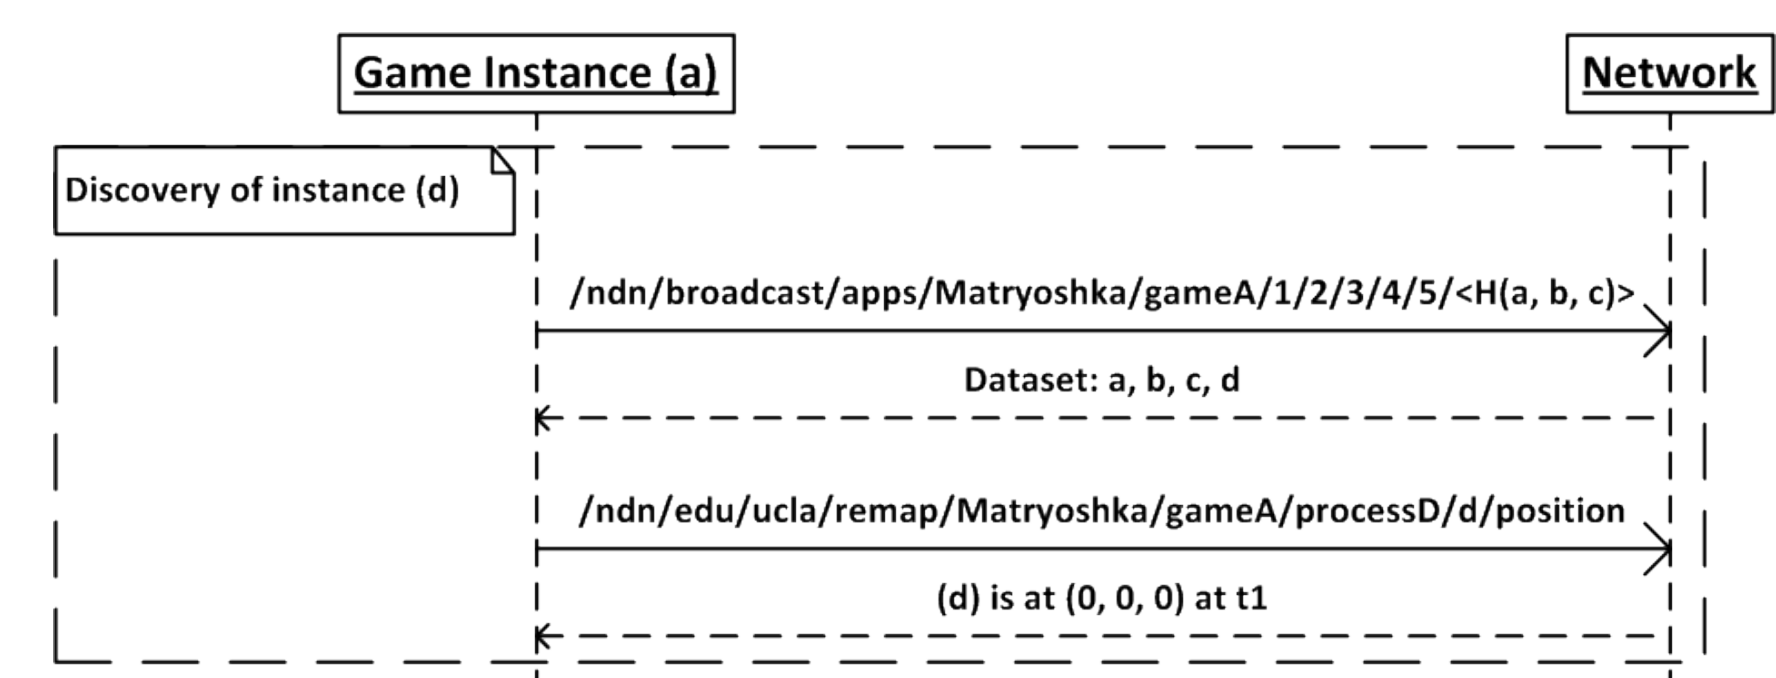 Game Instance (a)
Network
Discovery of instance (d)
/ndn/broadcast/apps/Matryoshka/gameA/1/2/3/4/5/<H(a, b, c)>
Dataset: a, b, c, d
/ndn/edu/ucla/remap/Matryoshka/gameA/processD/d/position
(d) is at (0, 0, 0) at t1